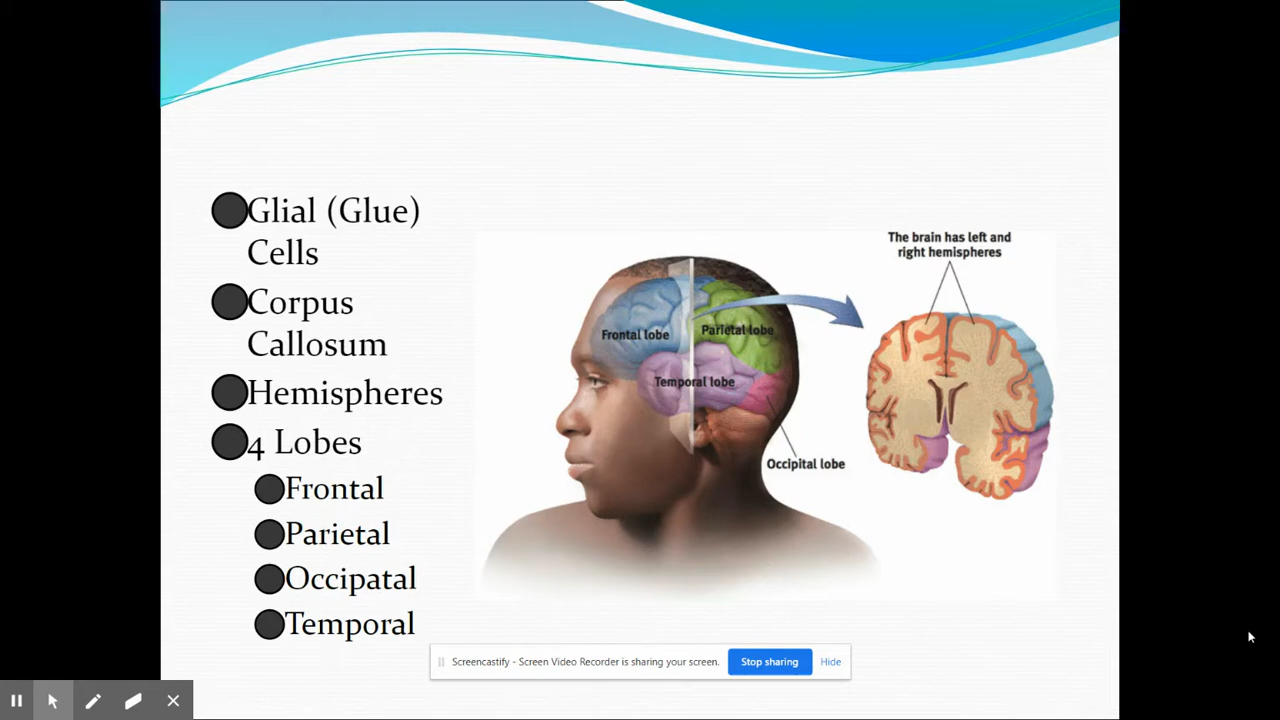 Glial (Glue)
Cells
Corpus
Callosum
Hemispheres
4 Lobes
Frontal
Parietal
Occipatal
Temporal
The brain has left and
right hemispheres
Frontal lobe
Parietal lobe
Temporal lobe
Occipital lobe
Screencastify - Screen Video Recorder is sharing your screen.
Stop sharing
Hide